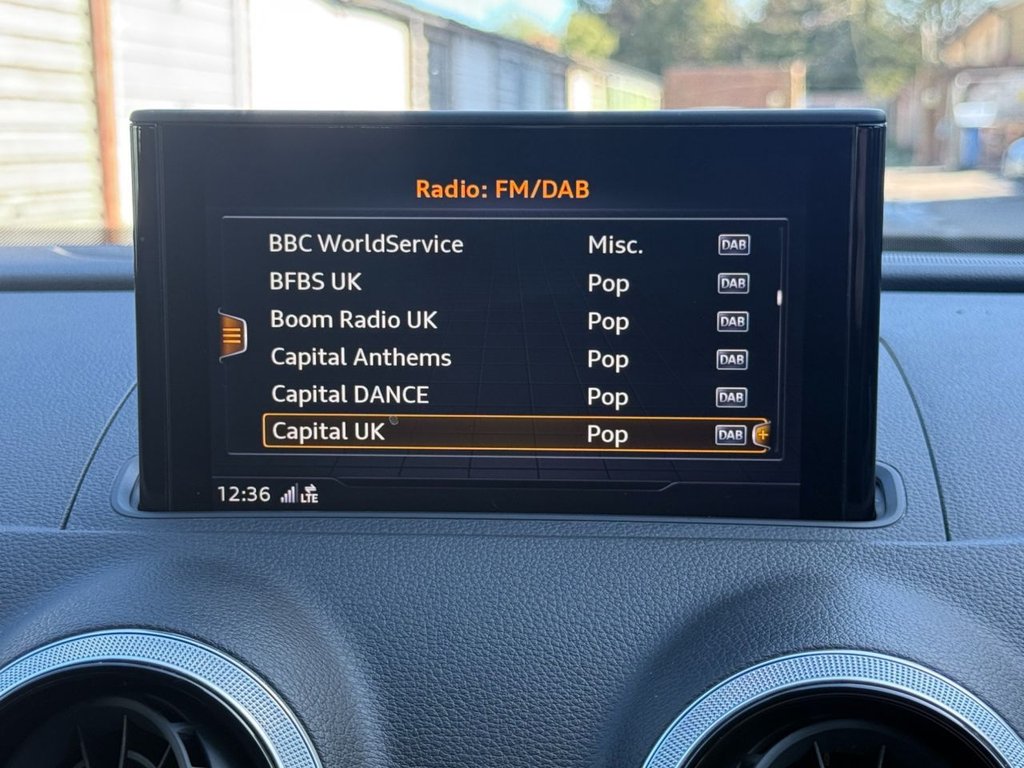 Radio: FM/DAB
BBC WorldService Misc. DAB
BFBS UK Pop DAB
Boom Radio UK Pop DAB
Capital Anthems Pop DAB
Capital DANCE Pop DAB
Capital UK Pop DAB +
12:36 LTE